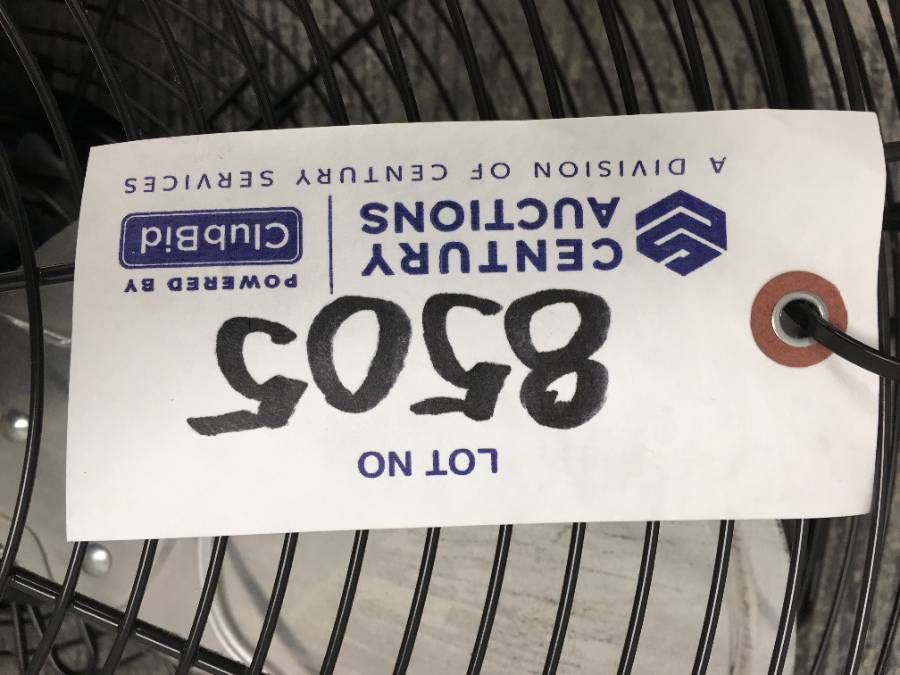 LOT NO
8505
CENTURY
AUCTIONS
POWERED BY
ClubBid
A DIVISION OF CENTURY SERVICES